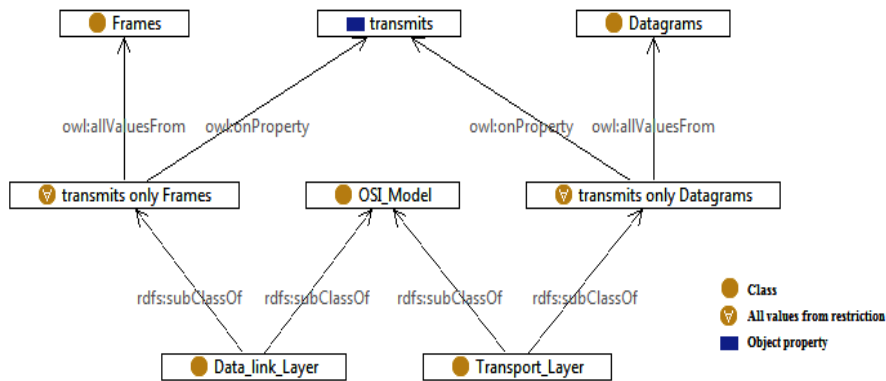 Frames
transmits
Datagrams
owl:allValuesFrom
owl:onProperty
owl:onProperty
owl:allValuesFrom
transmits only Frames
OSI_Model
transmits only Datagrams
rdfs:subClassOf
rdfs:subClassOf
rdfs:subClassOf
rdfs:subClassOf
Class
∀ All values from restriction
Object property
Data_link_Layer
Transport_Layer